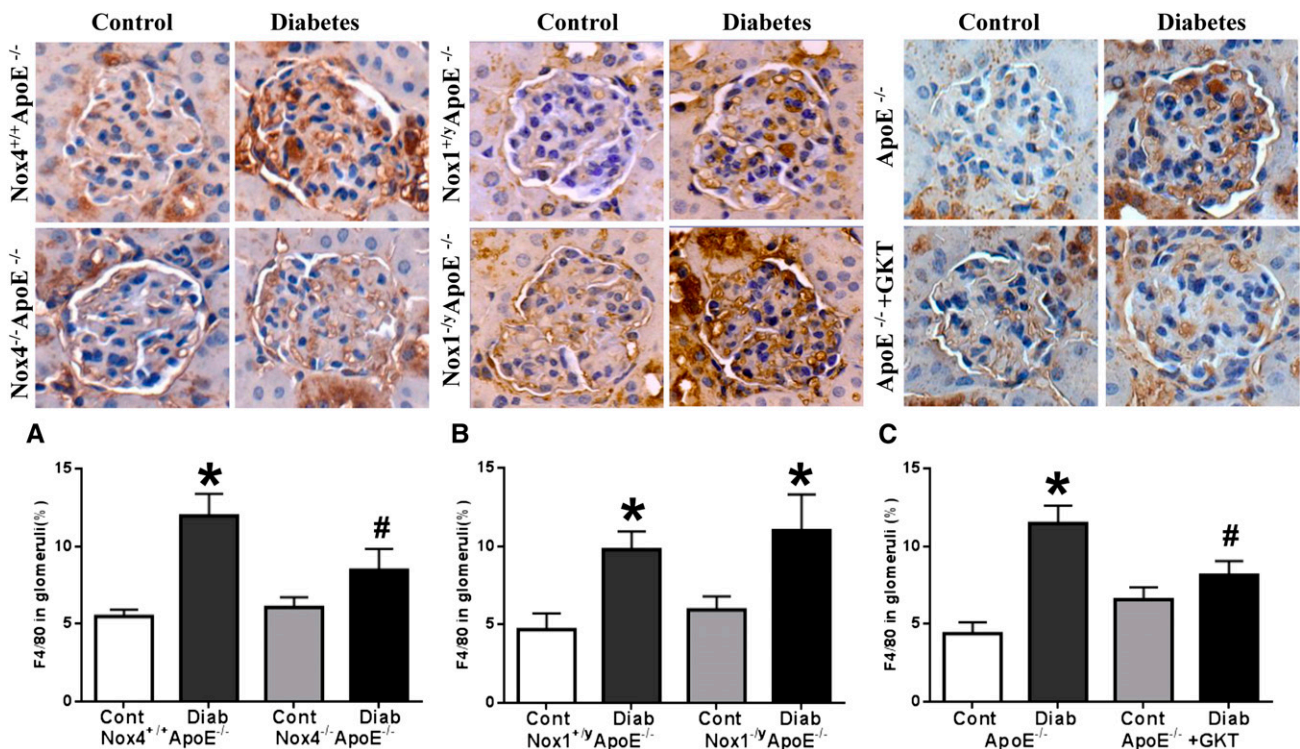 Control Diabetes Control Diabetes Control Diabetes
Nox4+/+ApoE -/-
Nox1+/yApoE -/-
ApoE -/-
Nox4-/-ApoE -/-
Nox1-/yApoE -/-
ApoE -/- +GKT
A
F4/80 in glomeruli(%)
15
10
5
0
*
#
Cont Diab Cont Diab
Nox4+/+ApoE-/- Nox4-/-ApoE-/-
B
F4/80 in glomeruli(%)
15
10
5
0
*
*
Cont Diab Cont Diab
Nox1+/yApoE-/- Nox1-/yApoE-/-
C
F4/80 in glomeruli(%)
15
10
5
0
*
#
Cont Diab Cont Diab
ApoE-/- ApoE-/- +GKT